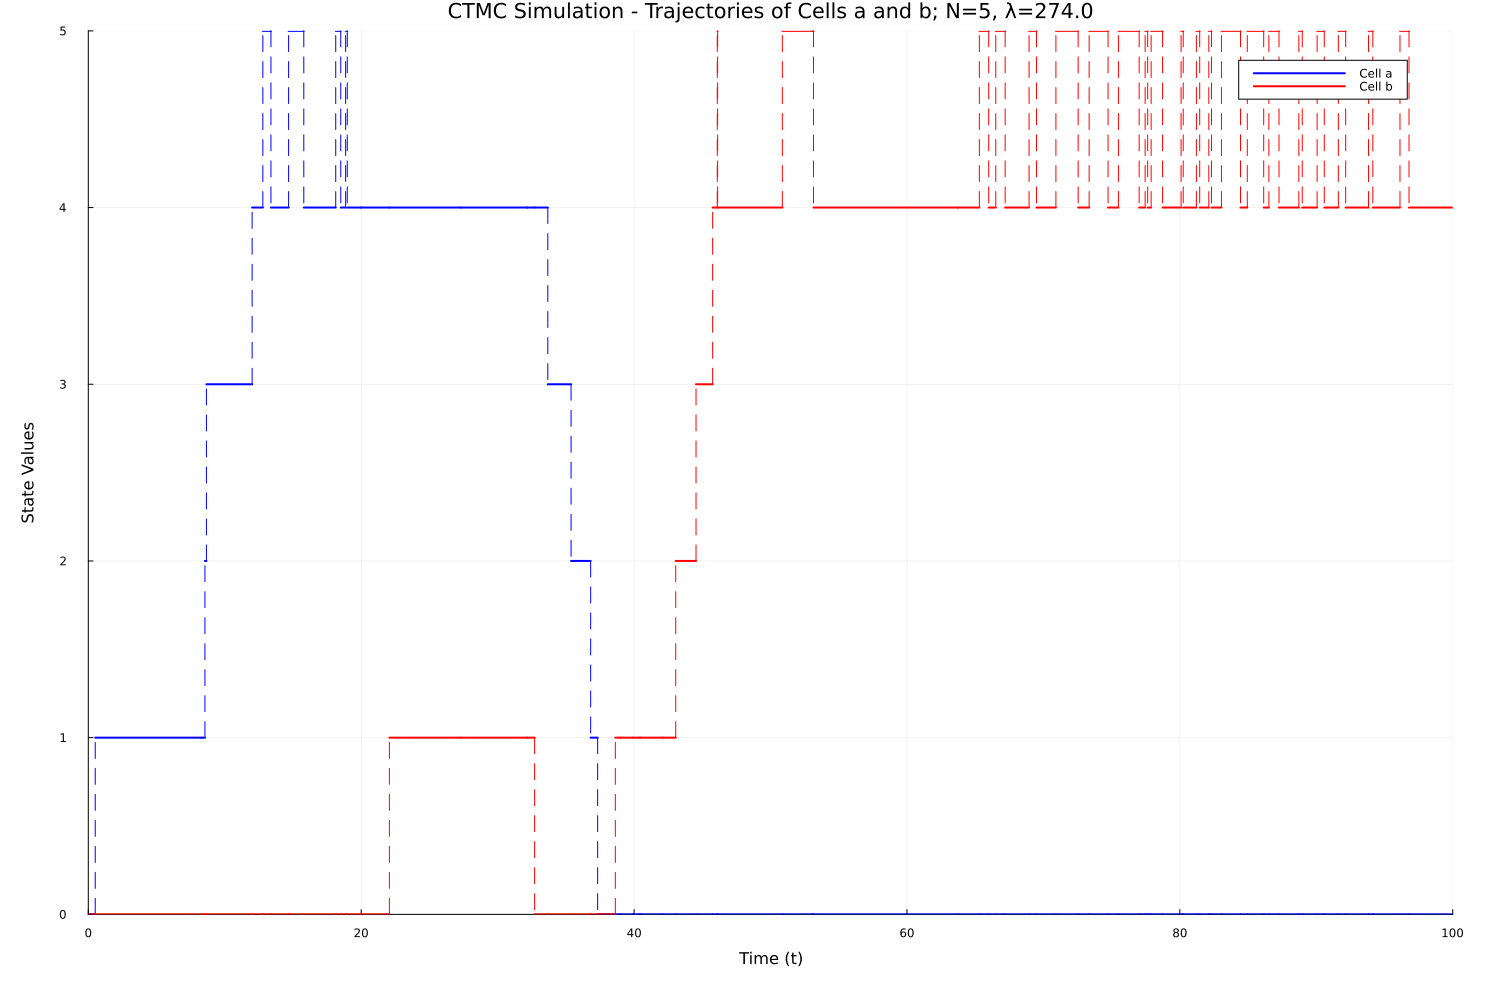 CTMC Simulation - Trajectories of Cells a and b; N=5, λ=274.0
5
Cell a
Cell b
4
3
State Values
2
1
0
0 20 40 60 80 100
Time (t)